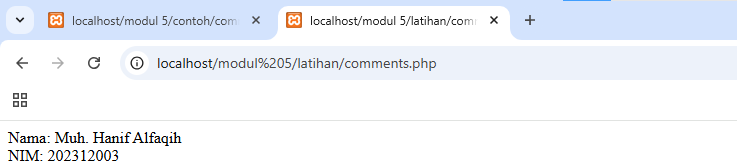 localhost/modul 5/contoh/com
localhost/modul 5/latihan/com
localhost/modul%205/latihan/comments.php
Nama: Muh. Hanif Alfaqih
NIM: 202312003